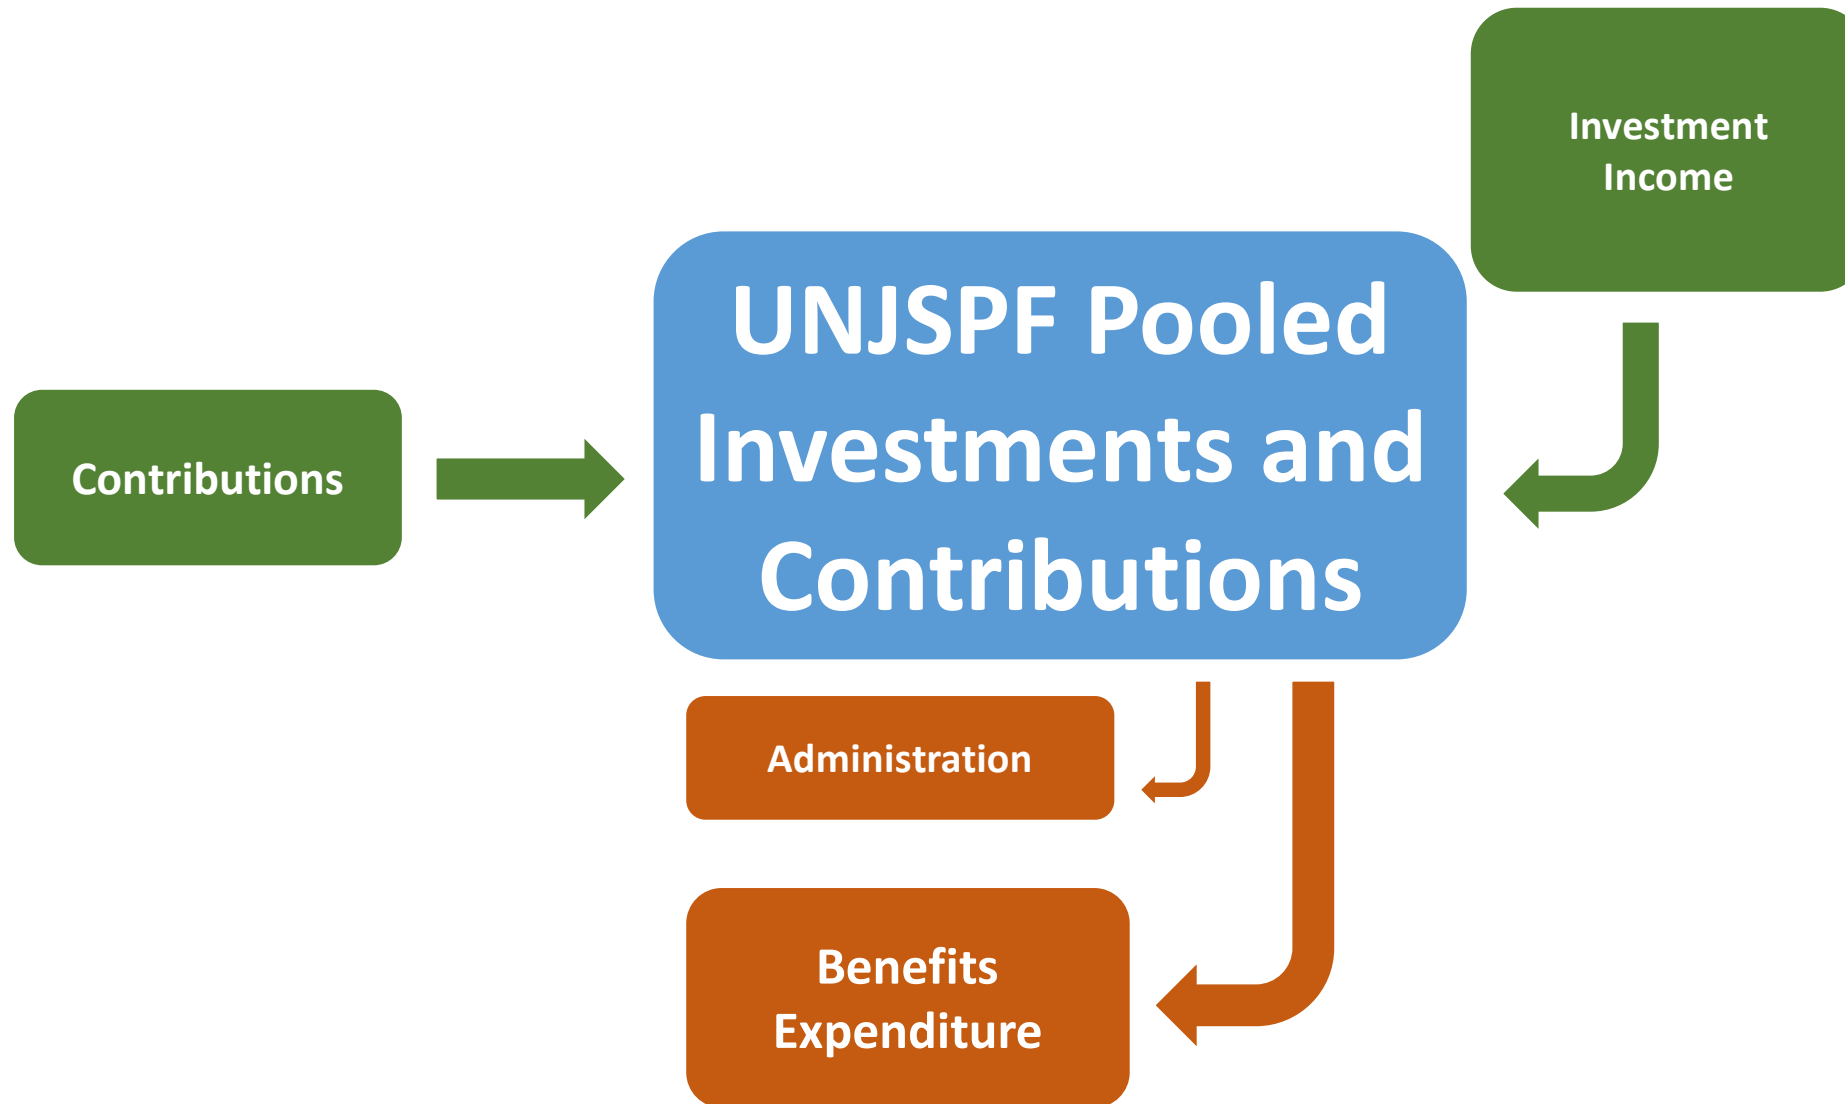 Investment
Income
UNJSPF Pooled
Investments and
Contributions
Contributions
Administration
Benefits
Expenditure